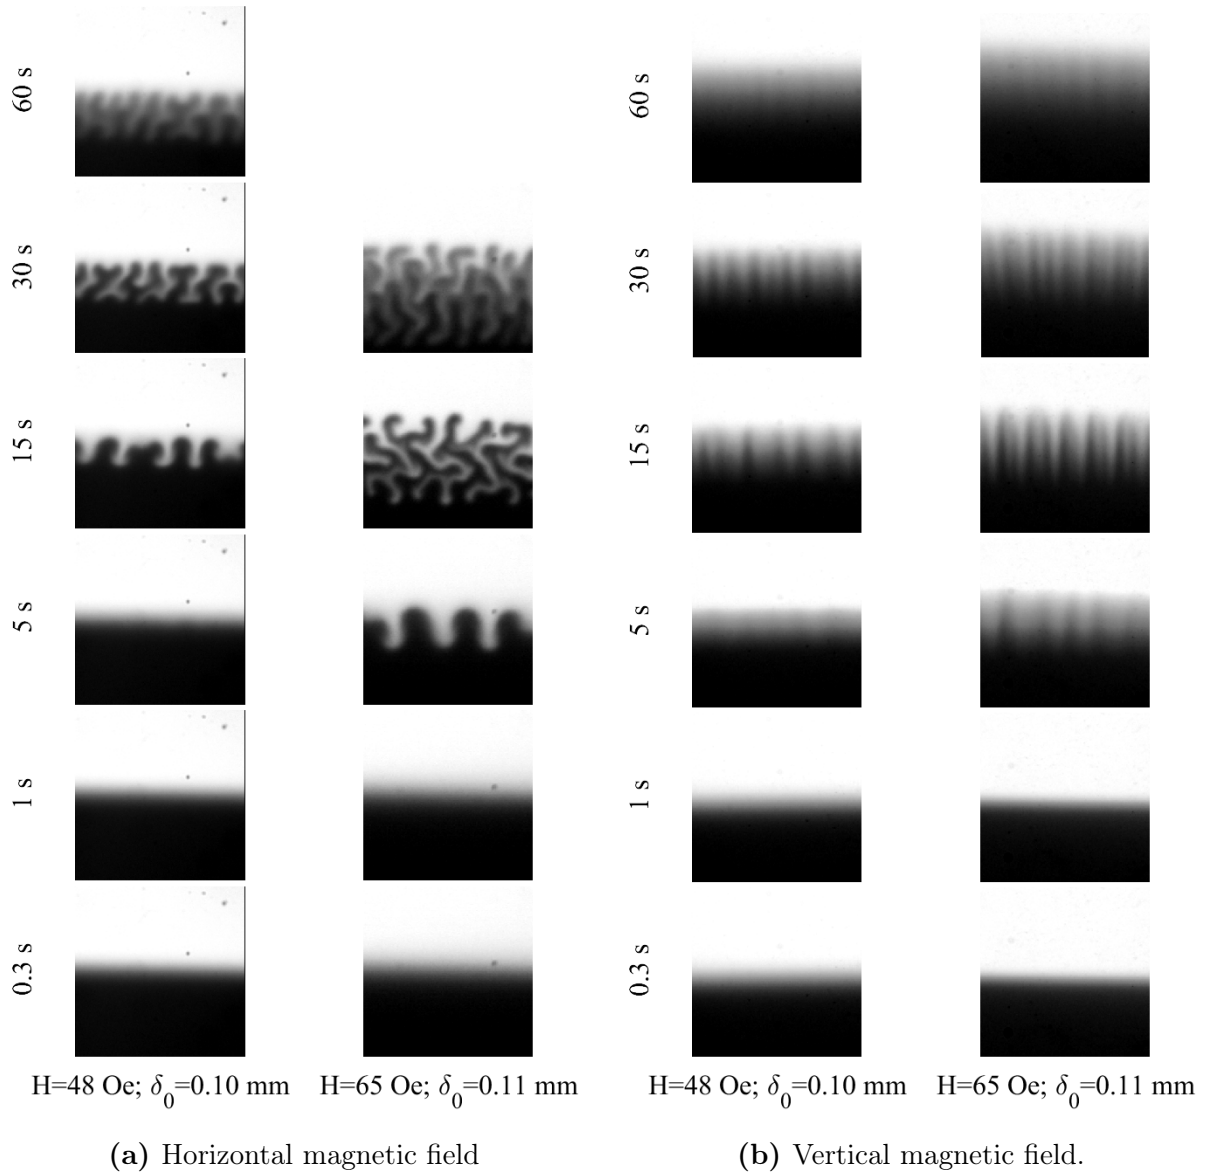 60 s
60 s
30 s
30 s
15 s
15 s
5 s
5 s
1 s
1 s
0.3 s
0.3 s
H=48 Oe; δ₀=0.10 mm H=65 Oe; δ₀=0.11 mm H=48 Oe; δ₀=0.10 mm H=65 Oe; δ₀=0.11 mm
(a) Horizontal magnetic field (b) Vertical magnetic field.